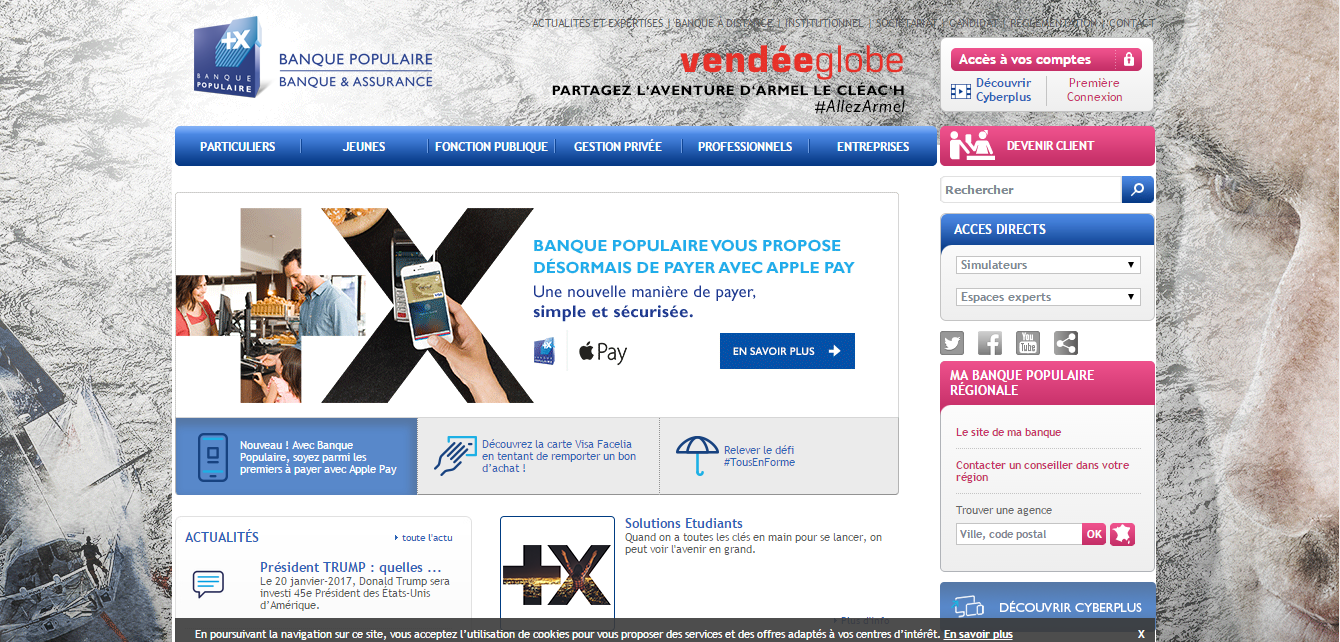 ACTUALITÉS ET EXPERTISES | BANQUE À DISTANCE | INSTITUTIONNEL | SOCIÉTARIAT | CANDIDAT | RÉGLEMENTATION | CONTACT
+X
BANQUE
POPULAIRE
BANQUE POPULAIRE
BANQUE & ASSURANCE
vendéeglobe
PARTAGEZ L'AVENTURE D'ARMEL LE CLÉAC'H
#AllezArmel
Accès à vos comptes
Découvrir
Cyberplus
Première
Connexion
PARTICULIERS
JEUNES
FONCTION PUBLIQUE
GESTION PRIVÉE
PROFESSIONNELS
ENTREPRISES
DEVENIR CLIENT
Rechercher
BANQUE POPULAIRE VOUS PROPOSE
DÉSORMAIS DE PAYER AVEC APPLE PAY
Une nouvelle manière de payer,
simple et sécurisée.
Pay
EN SAVOIR PLUS
ACCES DIRECTS
Simulateurs
Espaces experts
You
Tube
MA BANQUE POPULAIRE
RÉGIONALE
Le site de ma banque
Contacter un conseiller dans votre
région
Trouver une agence
Ville, code postal
OK
Nouveau ! Avec Banque
Populaire, soyez parmi les
premiers à payer avec Apple Pay
Découvrez la carte Visa Facelia
en tentant de remporter un bon
d'achat !
Relever le défi
#TousEnForme
ACTUALITÉS
toute l'actu
Président TRUMP : quelles ...
Le 20 janvier-2017, Donald Trump sera
investi 45e Président des États-Unis
d'Amérique.
+X
Solutions Etudiants
Quand on a toutes les clés en main pour se lancer, on
peut voir l'avenir en grand.
Plus d'info
DÉCOUVRIR CYBERPLUS
En poursuivant la navigation sur ce site, vous acceptez l'utilisation de cookies pour vous proposer des services et des offres adaptés à vos centres d'intérêt. En savoir plus
X